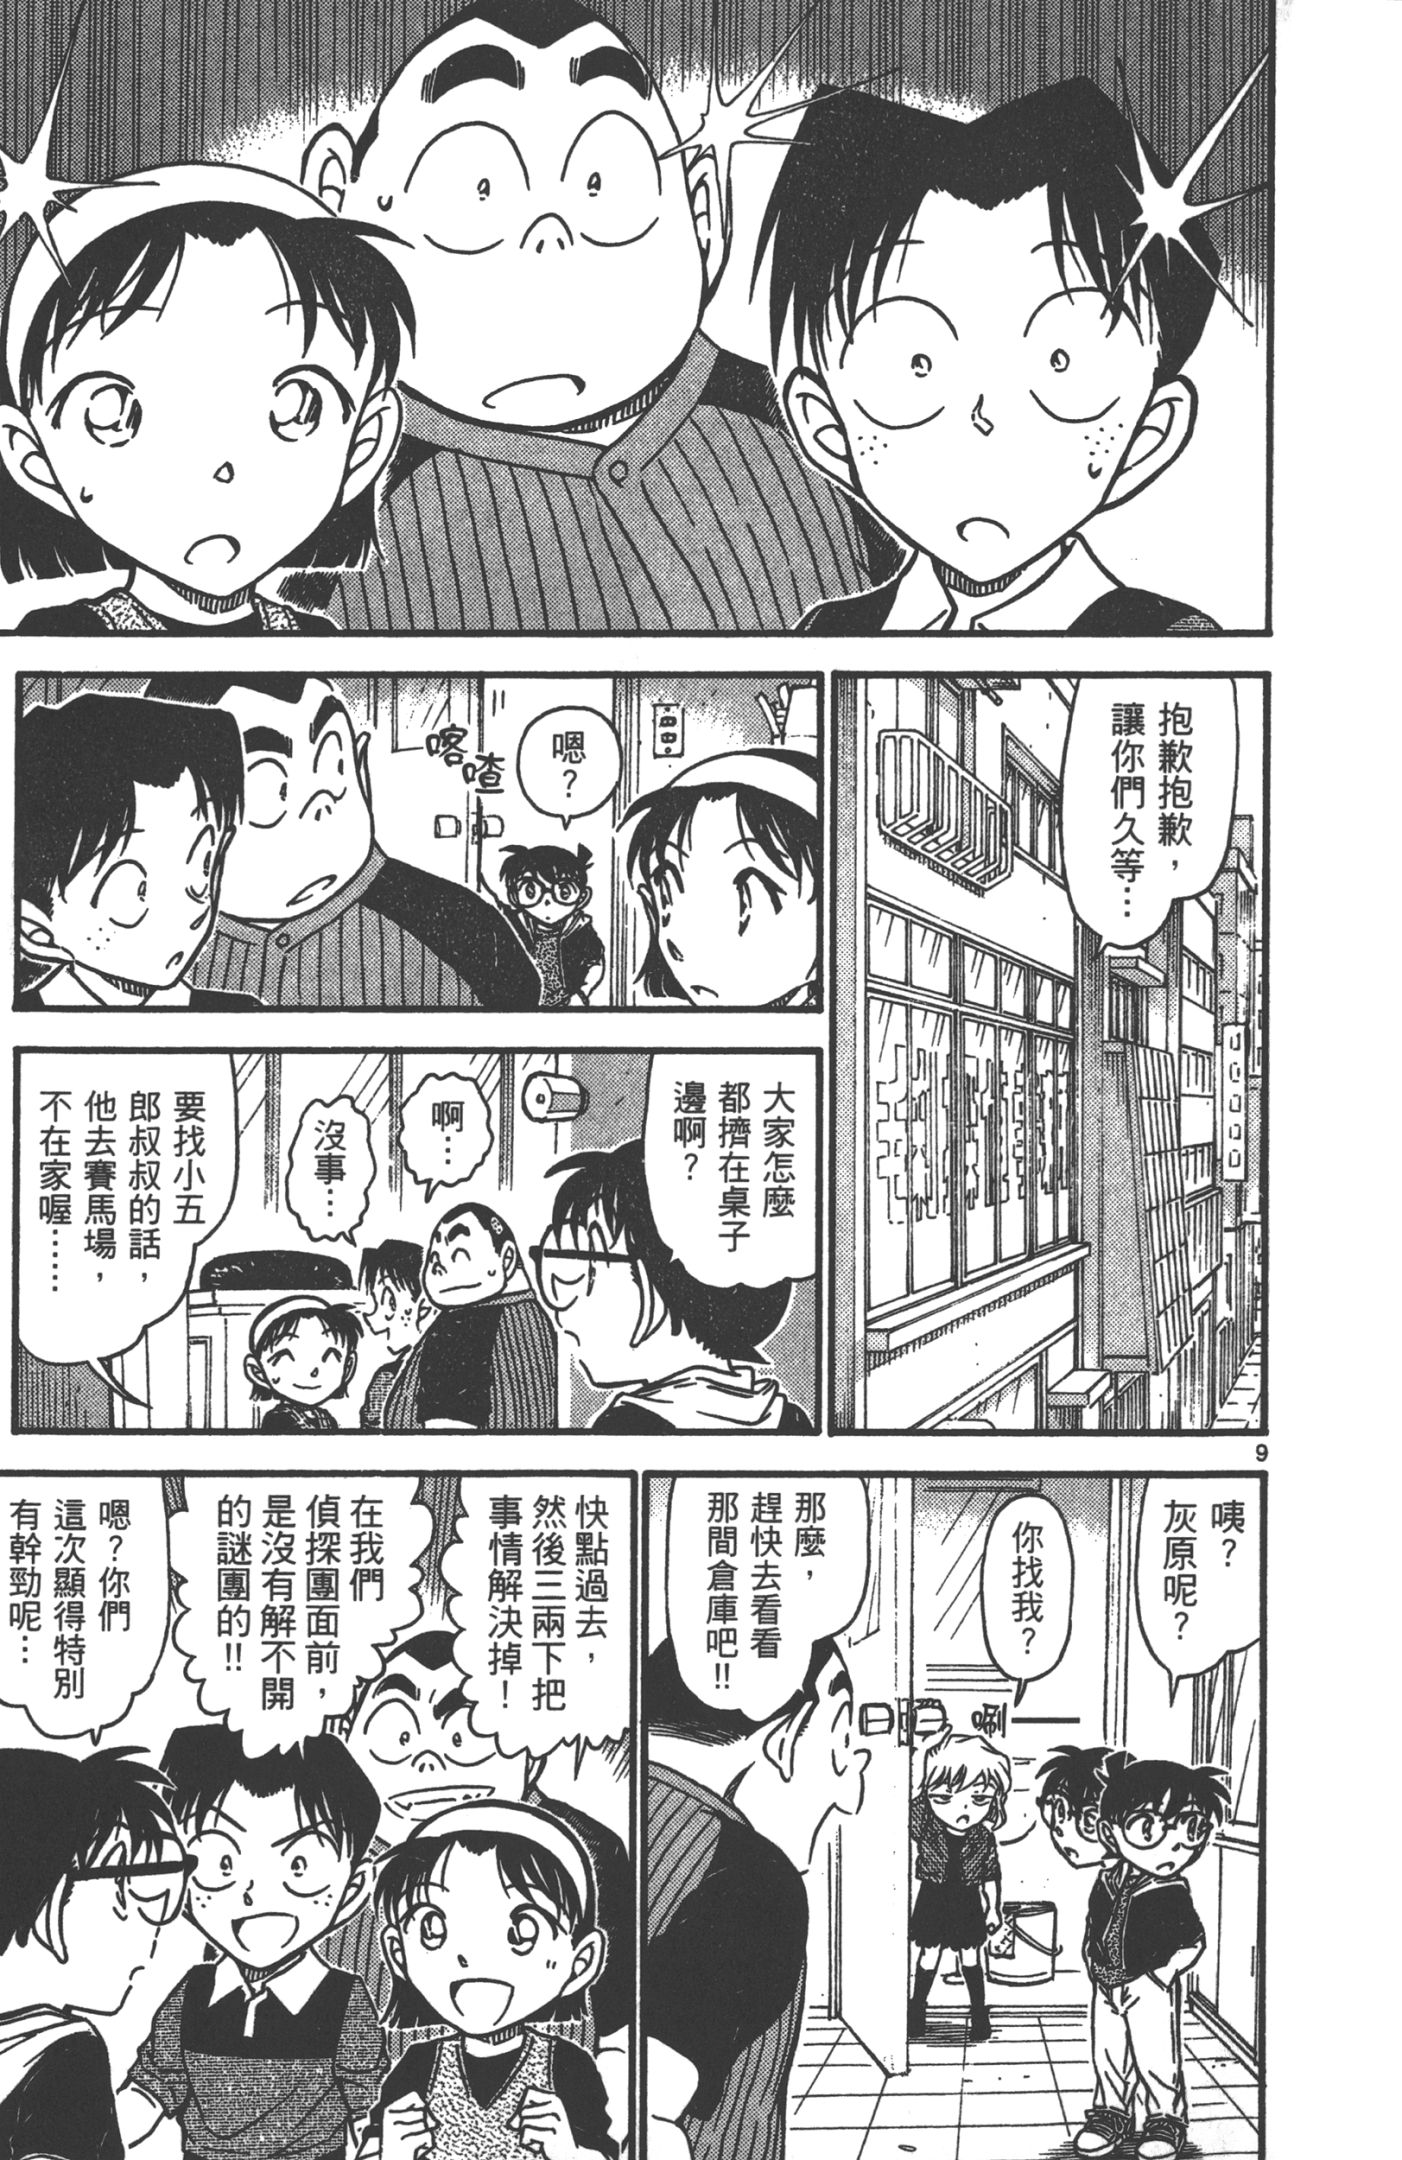 抱歉抱歉，
讓你們久等…
嗯？
喀喳
大家怎麼
都擠在桌子
邊啊？
啊…
沒事…
要找小五
郎叔叔的話，
他去賽馬場，
不在家喔……
9
咦？
灰原呢？
你找我？
唰——
那麼，
趕快去看看
那間倉庫吧!!
快點過去，
然後三兩下把
事情解決掉！
在我們
偵探團面前，
是沒有解不開
的謎團的!!
嗯？你們
這次顯得特別
有幹勁呢…